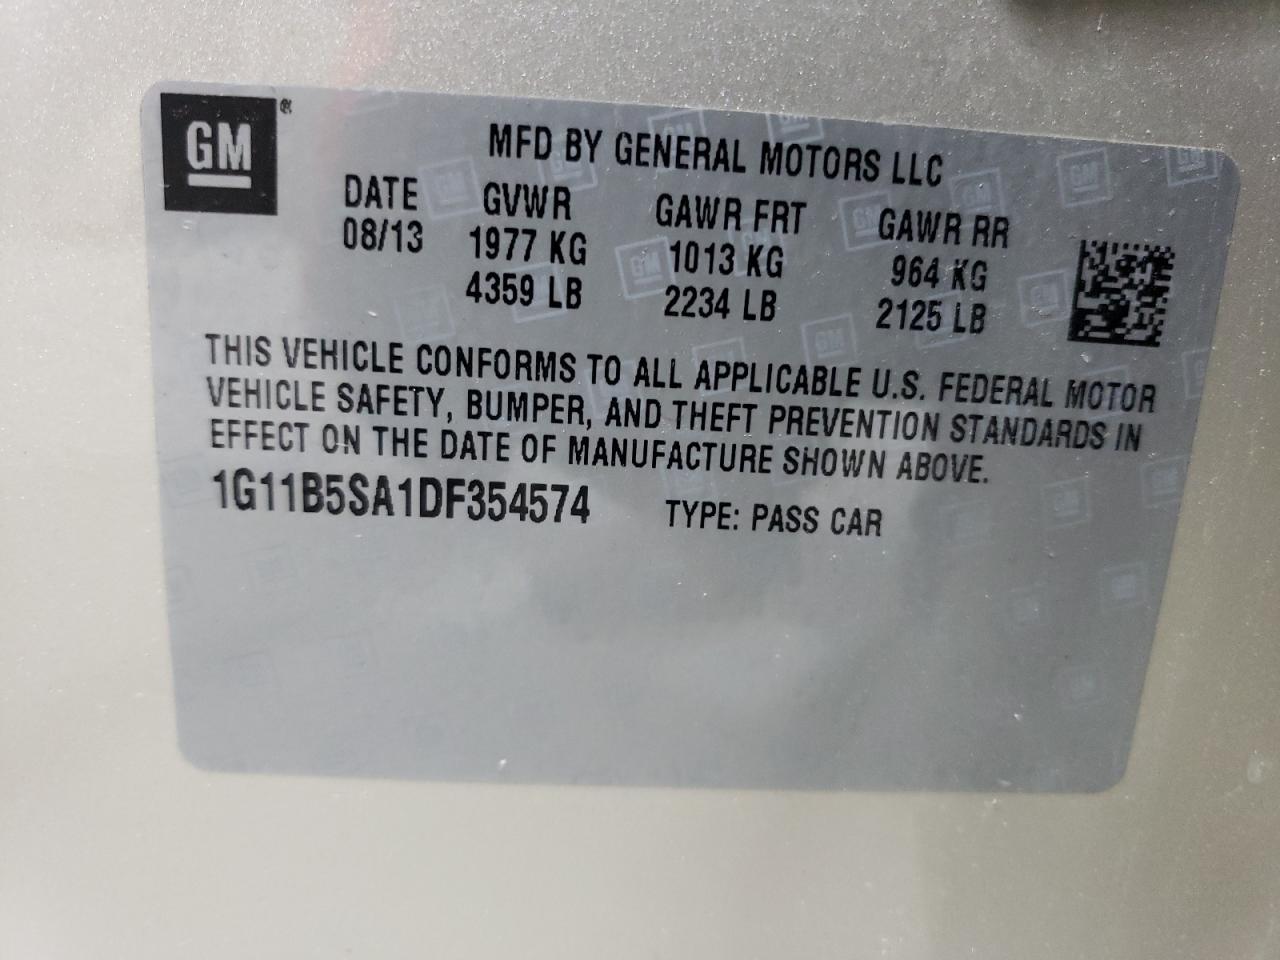 GM ®
MFD BY GENERAL MOTORS LLC
DATE GVWR GAWR FRT GAWR RR
08/13 1977 KG 1013 KG 964 KG
4359 LB 2234 LB 2125 LB
THIS VEHICLE CONFORMS TO ALL APPLICABLE U.S. FEDERAL MOTOR
VEHICLE SAFETY, BUMPER, AND THEFT PREVENTION STANDARDS IN
EFFECT ON THE DATE OF MANUFACTURE SHOWN ABOVE.
1G11B5SA1DF354574 TYPE: PASS CAR